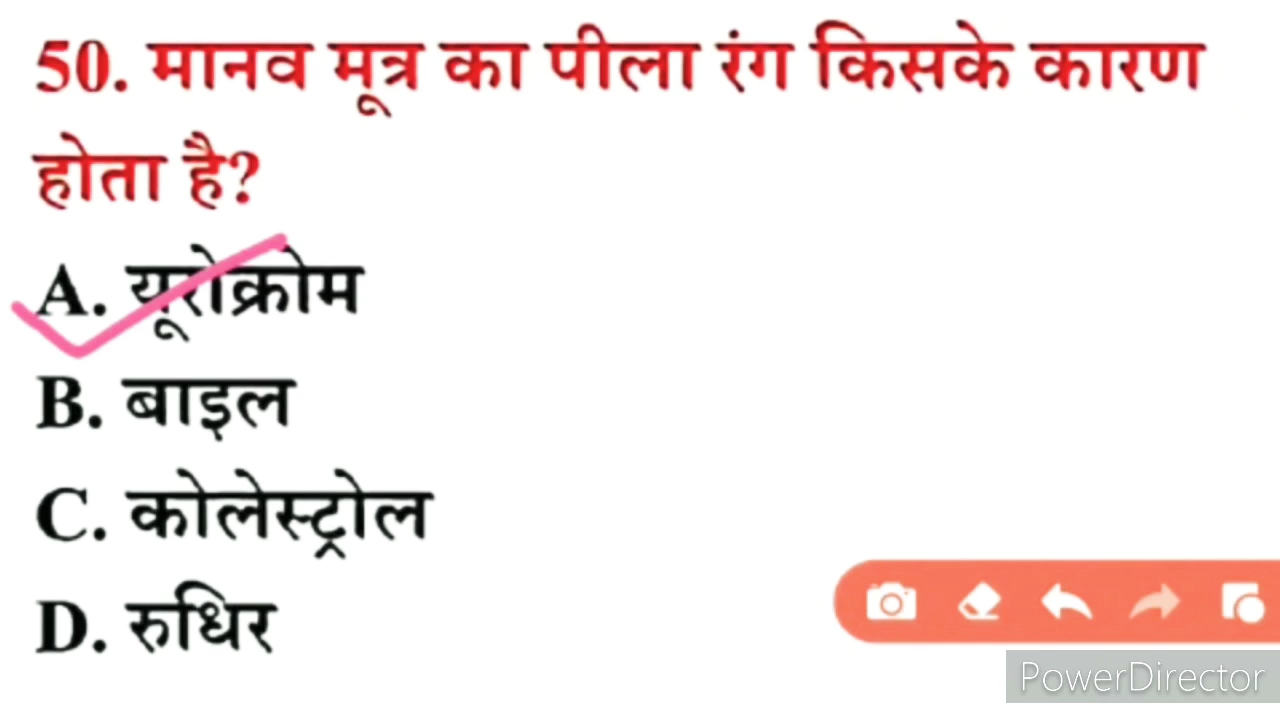 50. मानव मूत्र का पीला रंग किसके कारण
होता है?
A. यूरोक्रोम
B. बाइल
C. कोलेस्ट्रोल
D. रुधिर
PowerDirector